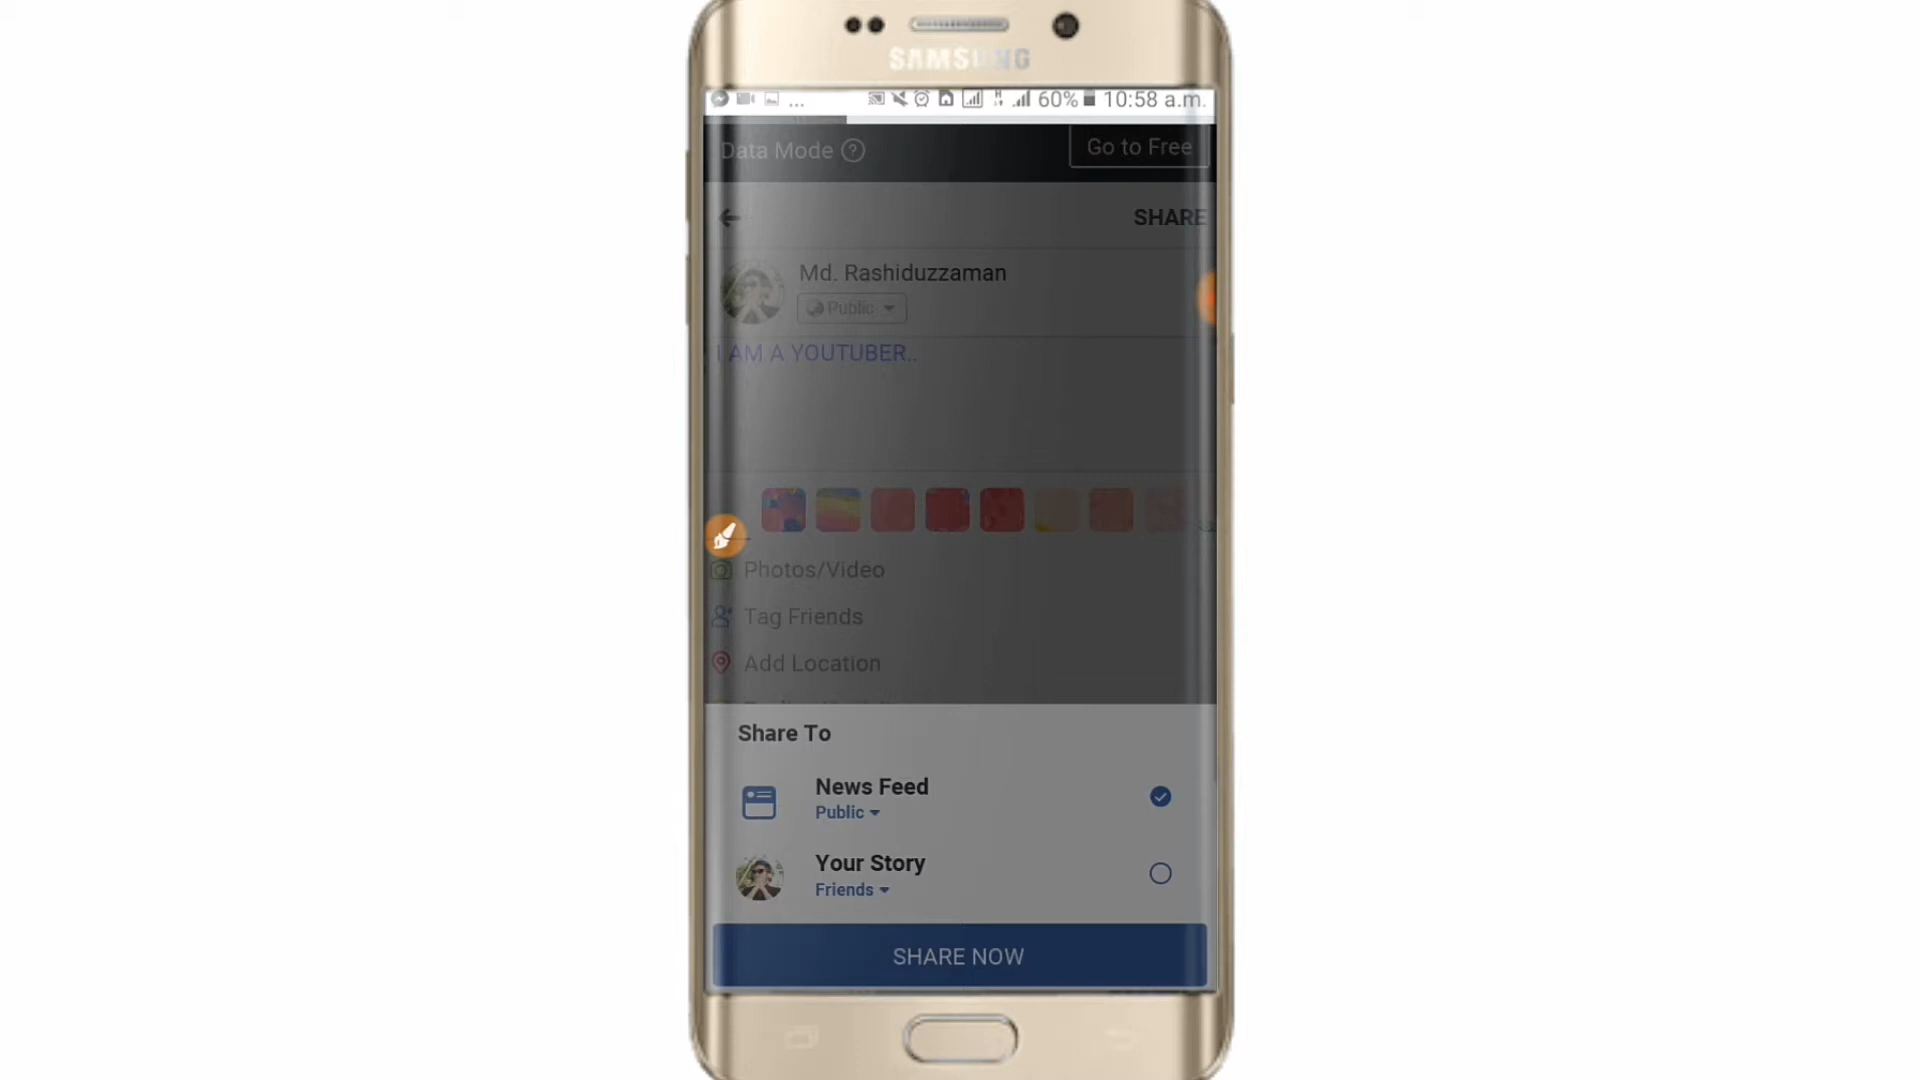 SAMSUNG
... 60% 10:58 a.m.
Data Mode ? Go to Free
SHARE
Md. Rashiduzzaman
Public
I AM A YOUTUBER..
Photos/Video
Tag Friends
Add Location
Share To
News Feed
Public
Your Story
Friends
SHARE NOW